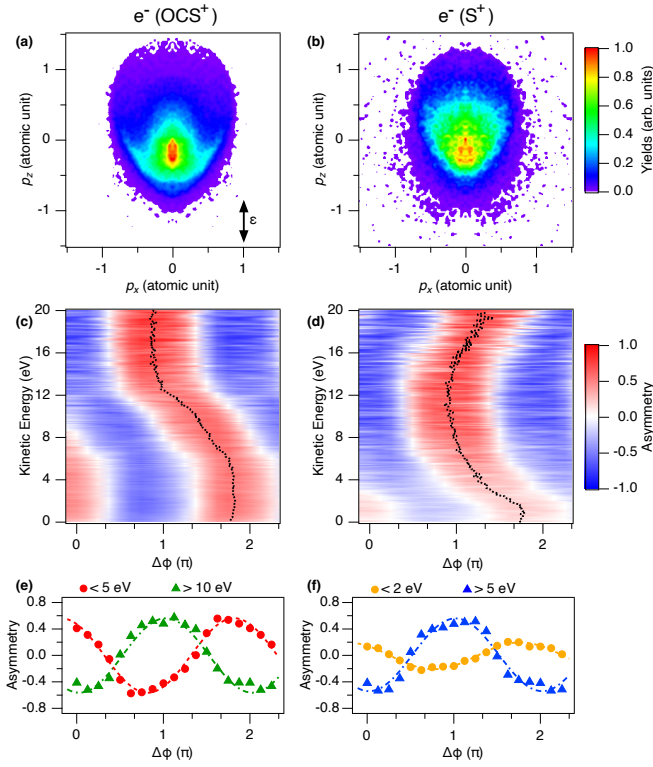 e- (OCS+)
e- (S+)
(a)
(b)
1
0
-1
pz (atomic unit)
ε
-1 0 1
px (atomic unit)
1
0
-1
pz (atomic unit)
-1 0 1
px (atomic unit)
1.0
0.8
0.6
0.4
0.2
0.0
Yields (arb. units)
(c)
(d)
20
16
12
8
4
0
Kinetic Energy (eV)
0 1 2
Δϕ (π)
20
16
12
8
4
0
Kinetic Energy (eV)
0 1 2
Δϕ (π)
1.0
0.5
0.0
-0.5
-1.0
Asymmetry
(e)
< 5 eV
> 10 eV
0.8
0.4
0.0
-0.4
-0.8
Asymmetry
0 1 2
Δϕ (π)
(f)
< 2 eV
> 5 eV
0.8
0.4
0.0
-0.4
-0.8
Asymmetry
0 1 2
Δϕ (π)